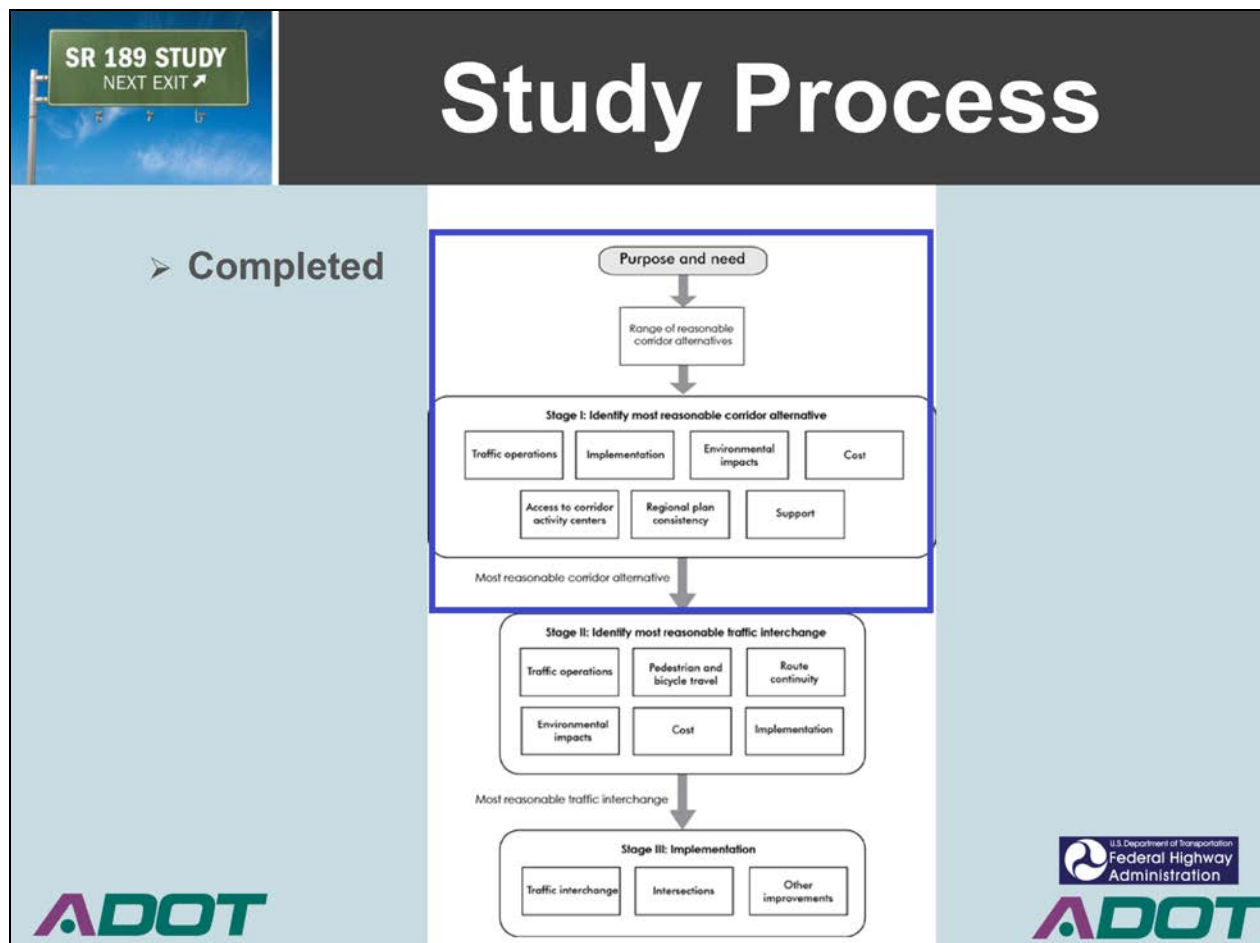 SR 189 STUDY
NEXT EXIT ↗
Study Process
➢ Completed
Purpose and need
Range of reasonable
corridor alternatives
Stage I: Identify most reasonable corridor alternative
Traffic operations
Implementation
Environmental
impacts
Cost
Access to corridor
activity centers
Regional plan
consistency
Support
Most reasonable corridor alternative
Stage II: Identify most reasonable traffic interchange
Traffic operations
Pedestrian and
bicycle travel
Route
continuity
Environmental
impacts
Cost
Implementation
Most reasonable traffic interchange
Stage III: Implementation
Traffic interchange
Intersections
Other
improvements
ADOT
U.S. Department of Transportation
Federal Highway
Administration
ADOT